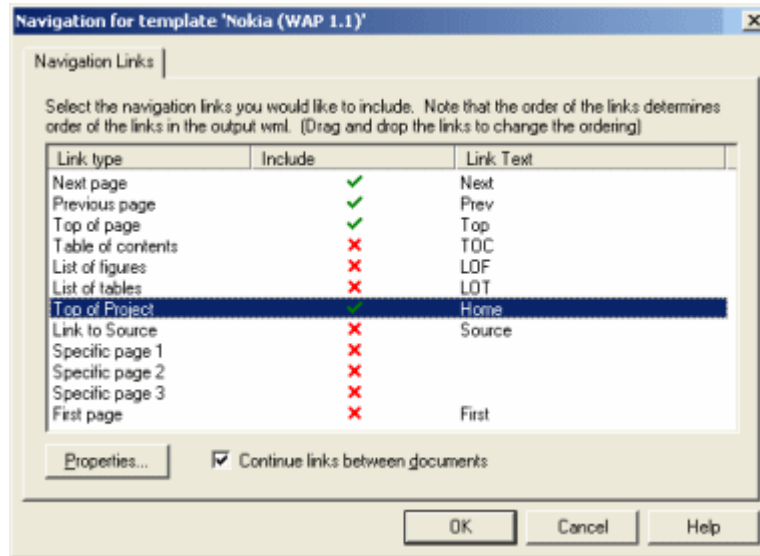 Navigation for template 'Nokia (WAP 1.1)'
Navigation Links
Select the navigation links you would like to include. Note that the order of the links determines
order of the links in the output wml. (Drag and drop the links to change the ordering)
Link type Include Link Text
Next page Next
Previous page Prev
Top of page Top
Table of contents TOC
List of figures LOF
List of tables LOT
Top of Project Home
Link to Source Source
Specific page 1
Specific page 2
Specific page 3
First page First
Properties... Continue links between documents
OK Cancel Help